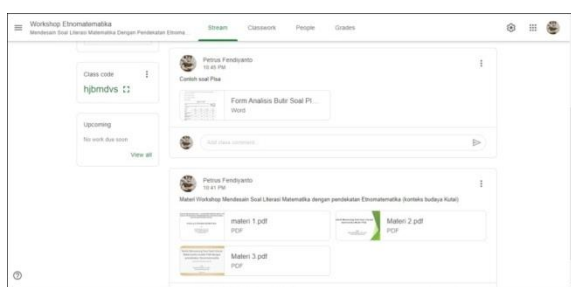 Workshop Etnomatematika
Mendesain Soal Literasi Matematika Dengan Pendekatan Etnoma...
Stream
Classwork
People
Grades
Class code
hjbmdvs
Upcoming
No work due soon
View all
Petrus Fendiyanto
10:45 PM
Contoh soal Pisa
Form Analisis Butir Soal PI...
Word
Add class comment...
Petrus Fendiyanto
10:41 PM
Materi Workshop Mendesain Soal Literasi Matematika dengan pendekatan Etnomatematika (konteks budaya Kutai)
materi 1.pdf
PDF
Materi 2.pdf
PDF
Materi 3.pdf
PDF